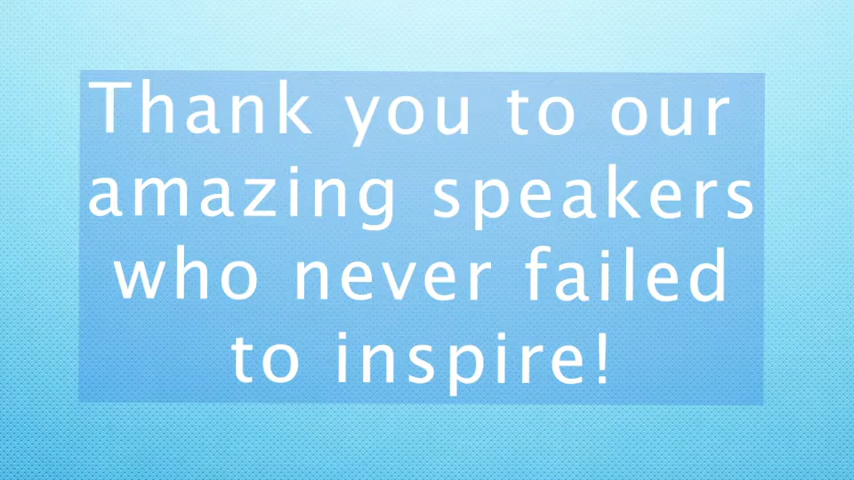 Thank you to our
amazing speakers
who never failed
to inspire!